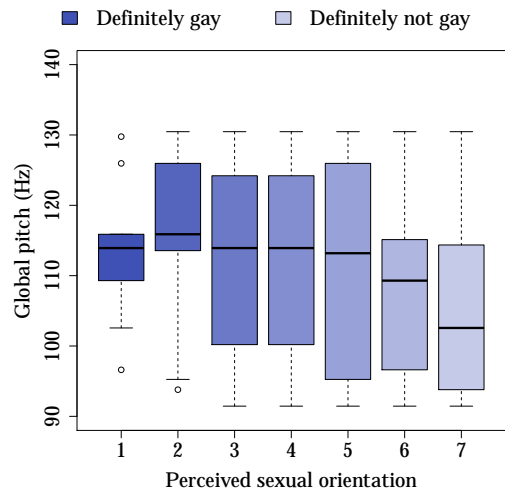 Definitely gay
Definitely not gay
Global pitch (Hz)
140
130
120
110
100
90
1 2 3 4 5 6 7
Perceived sexual orientation